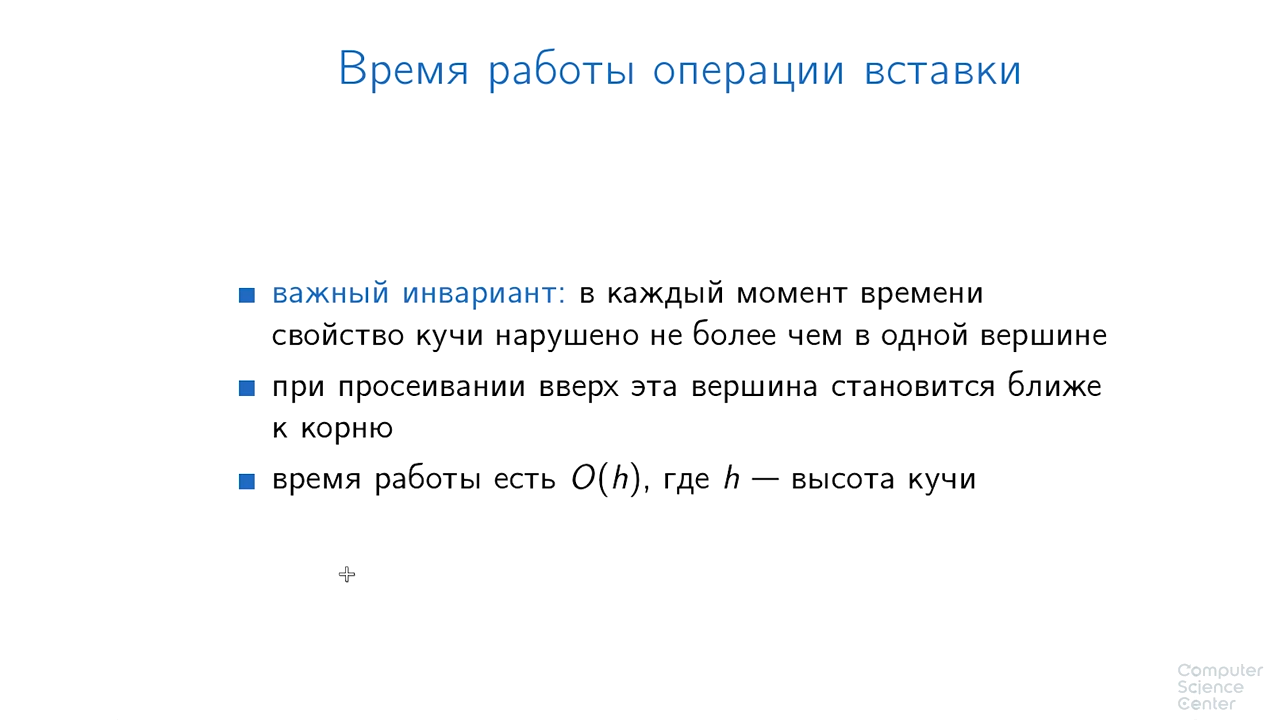 Время работы операции вставки
важный инвариант: в каждый момент времени
свойство кучи нарушено не более чем в одной вершине
при просеивании вверх эта вершина становится ближе
к корню
время работы есть O(h), где h — высота кучи
Computer
Science
Center